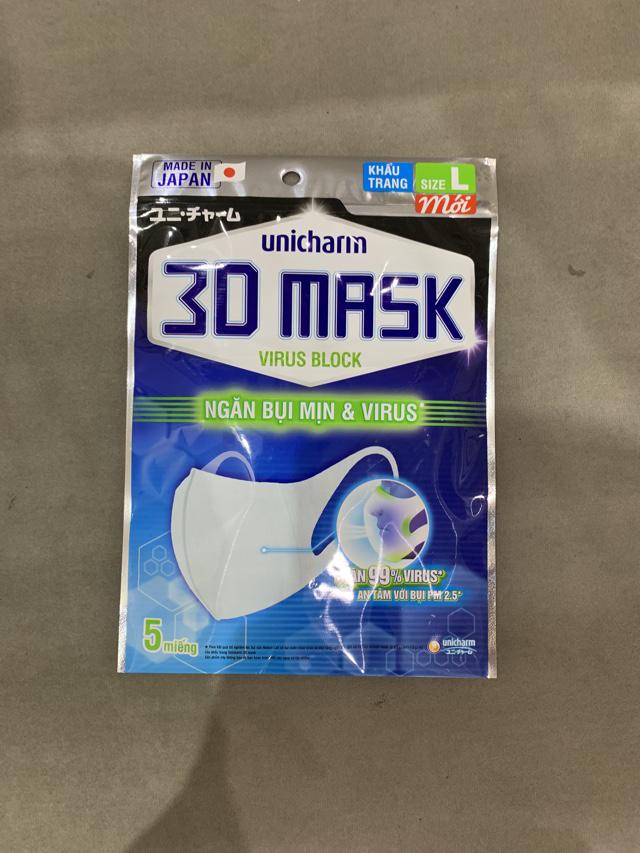 MADE IN
JAPAN
KHẨU
TRANG
SIZE L
mới
ユニ・チャーム
unicharm
3D MASK
VIRUS BLOCK
NGĂN BỤI MỊN & VIRUS*
99% VIRUS*
AN TÂM VỚI BỤI PM 2.5*
5 miếng
unicharm
ユニ・チャーム